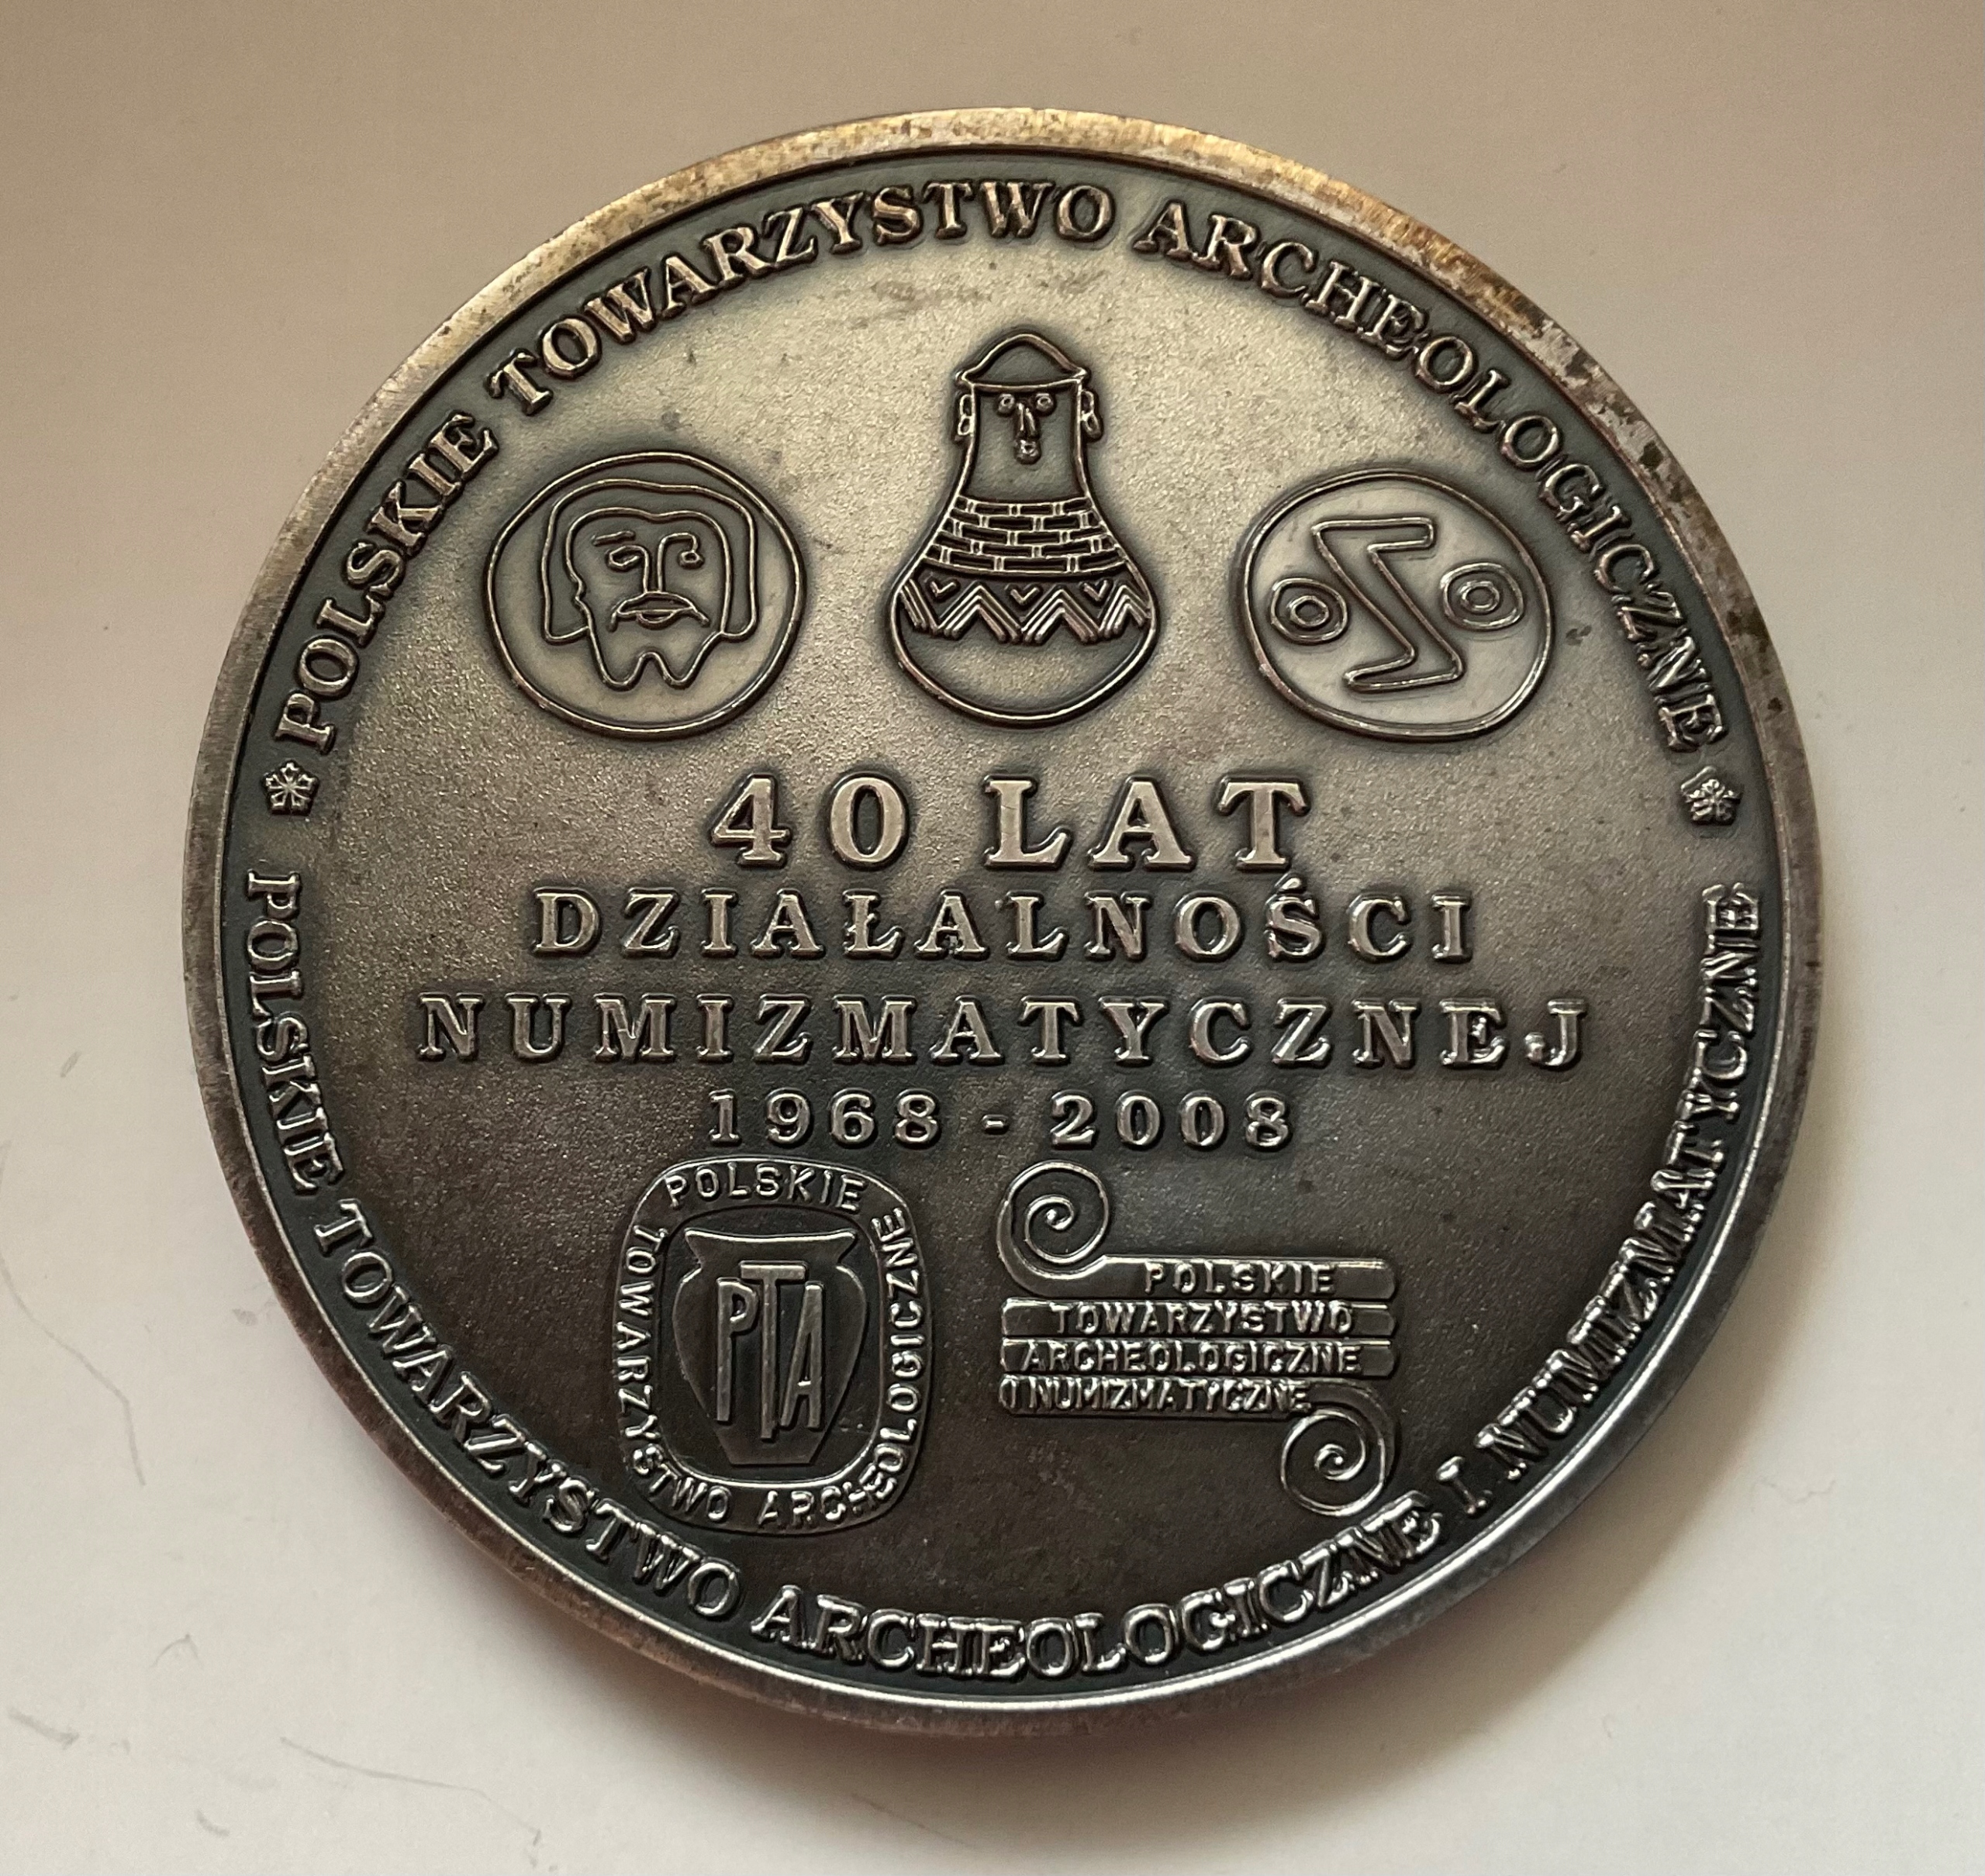 POLSKIE TOWARZYSTWO ARCHEOLOGICZNE
40 LAT
DZIAŁALNOŚCI
NUMIZMATYCZNEJ
1968 - 2008
POLSKIE TOWARZYSTWO ARCHEOLOGICZNE
PTA
POLSKIE
TOWARZYSTWO
ARCHEOLOGICZNE
I NUMIZMATYCZNE
POLSKIE TOWARZYSTWO ARCHEOLOGICZNE I NUMIZMATYCZNE